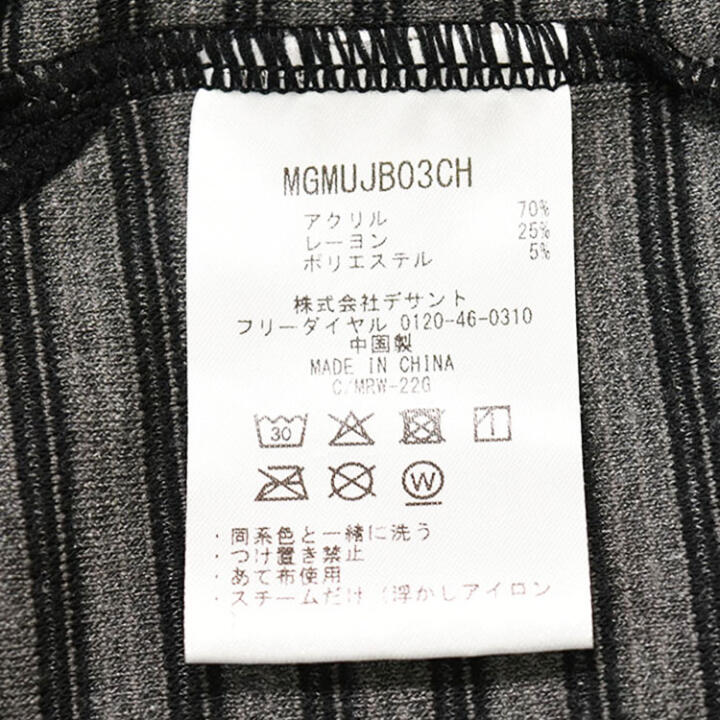 MGMUJB03CH
アクリル 70%
レーヨン 25%
ポリエステル 5%
株式会社デサント
フリーダイヤル 0120-46-0310
中国製
MADE IN CHINA
C/MRW-22G
30
W
・同系色と一緒に洗う
・つけ置き禁止
・あて布使用
・スチームだけ（浮かしアイロン
）